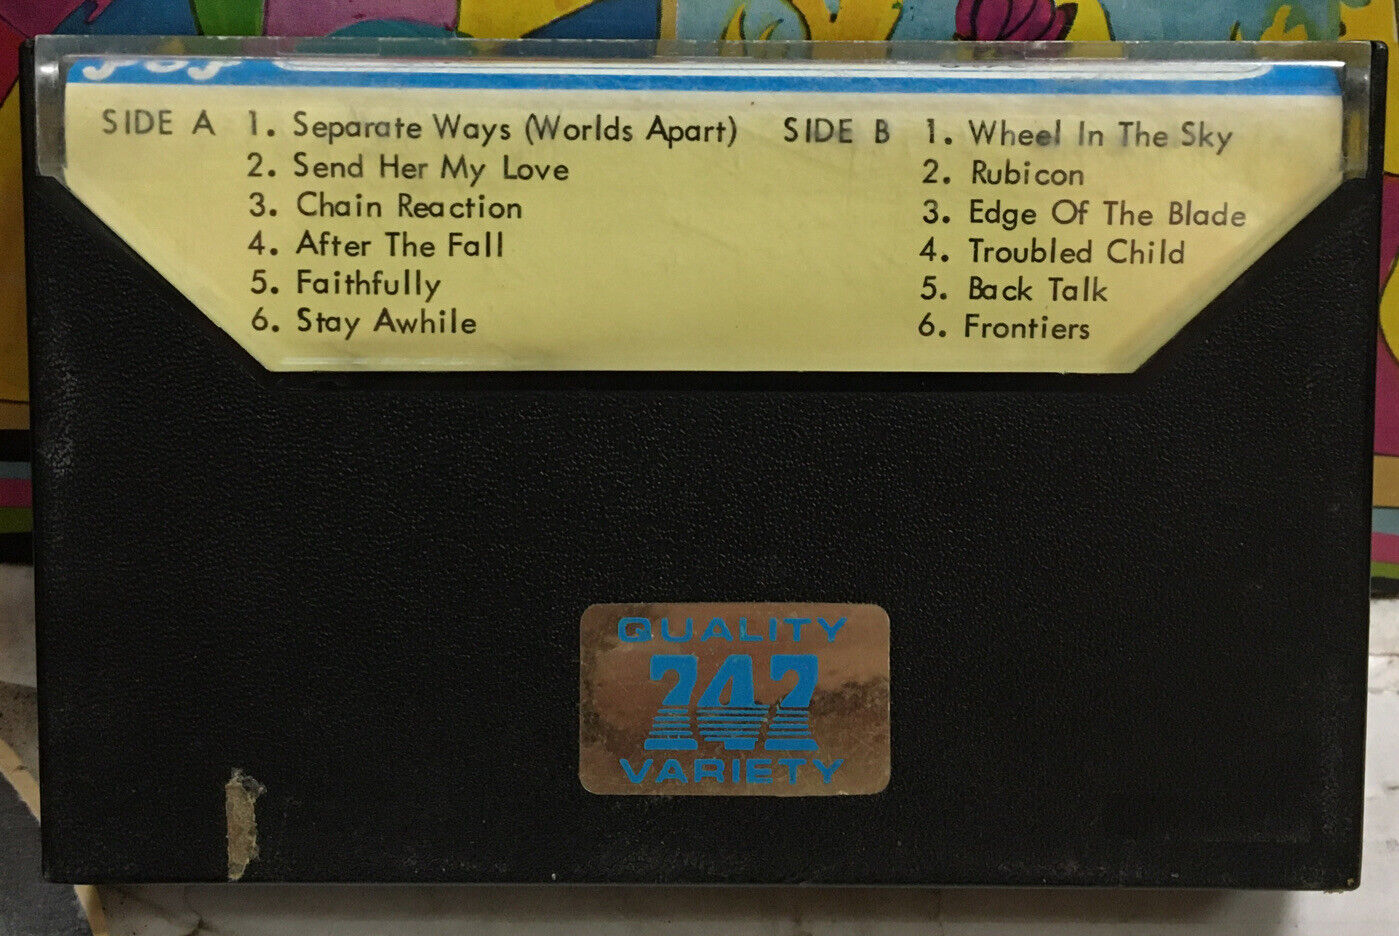 SIDE A 1. Separate Ways (Worlds Apart)
2. Send Her My Love
3. Chain Reaction
4. After The Fall
5. Faithfully
6. Stay Awhile
SIDE B 1. Wheel In The Sky
2. Rubicon
3. Edge Of The Blade
4. Troubled Child
5. Back Talk
6. Frontiers
QUALITY
747
VARIETY